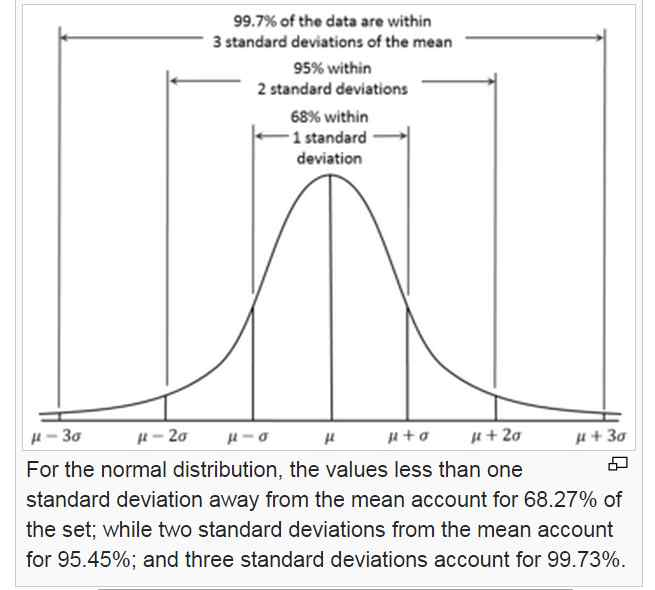 99.7% of the data are within
3 standard deviations of the mean
95% within
2 standard deviations
68% within
1 standard
deviation
μ − 3σ μ − 2σ μ − σ μ μ + σ μ + 2σ μ + 3σ
For the normal distribution, the values less than one
standard deviation away from the mean account for 68.27% of
the set; while two standard deviations from the mean account
for 95.45%; and three standard deviations account for 99.73%.